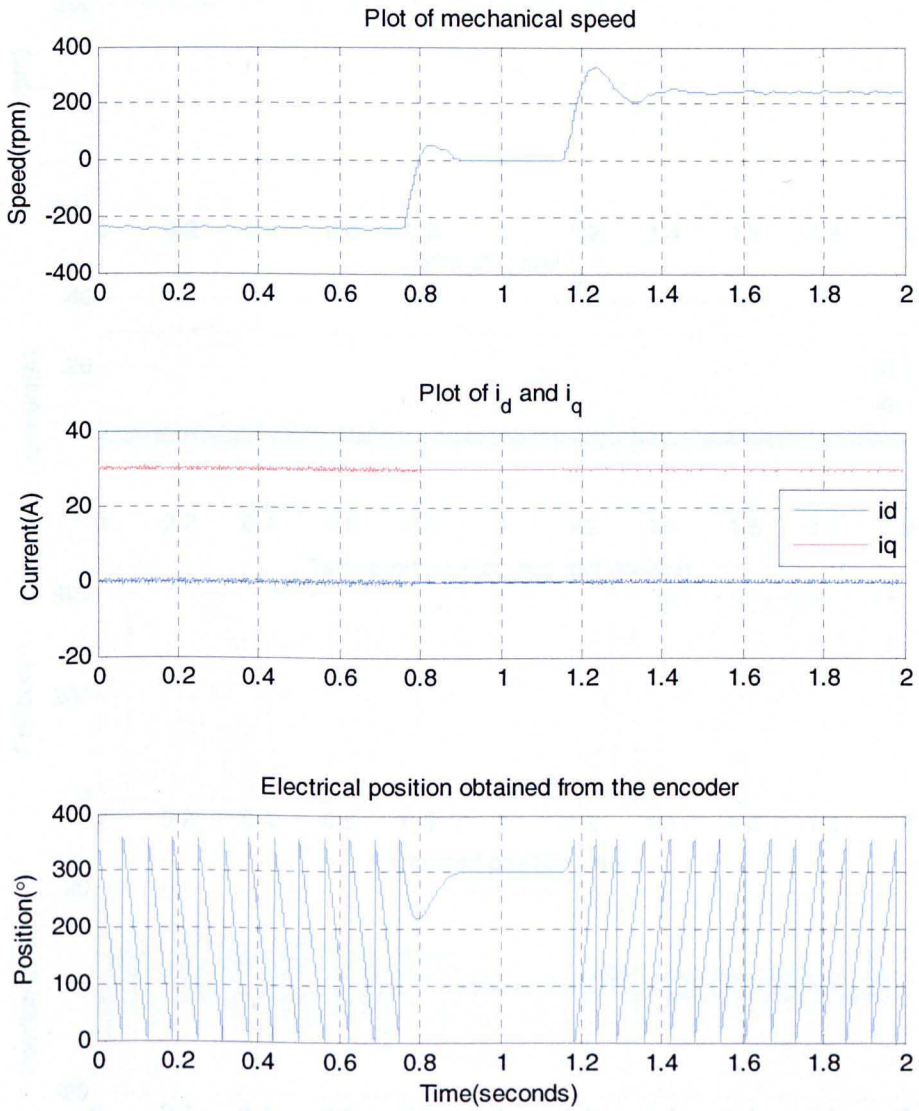 Plot of mechanical speed
400
200
0
-200
-400
Speed(rpm)
0 0.2 0.4 0.6 0.8 1 1.2 1.4 1.6 1.8 2
Plot of id and iq
40
20
0
-20
Current(A)
id
iq
0 0.2 0.4 0.6 0.8 1 1.2 1.4 1.6 1.8 2
Electrical position obtained from the encoder
400
300
200
100
0
Position(°)
0 0.2 0.4 0.6 0.8 1 1.2 1.4 1.6 1.8 2
Time(seconds)